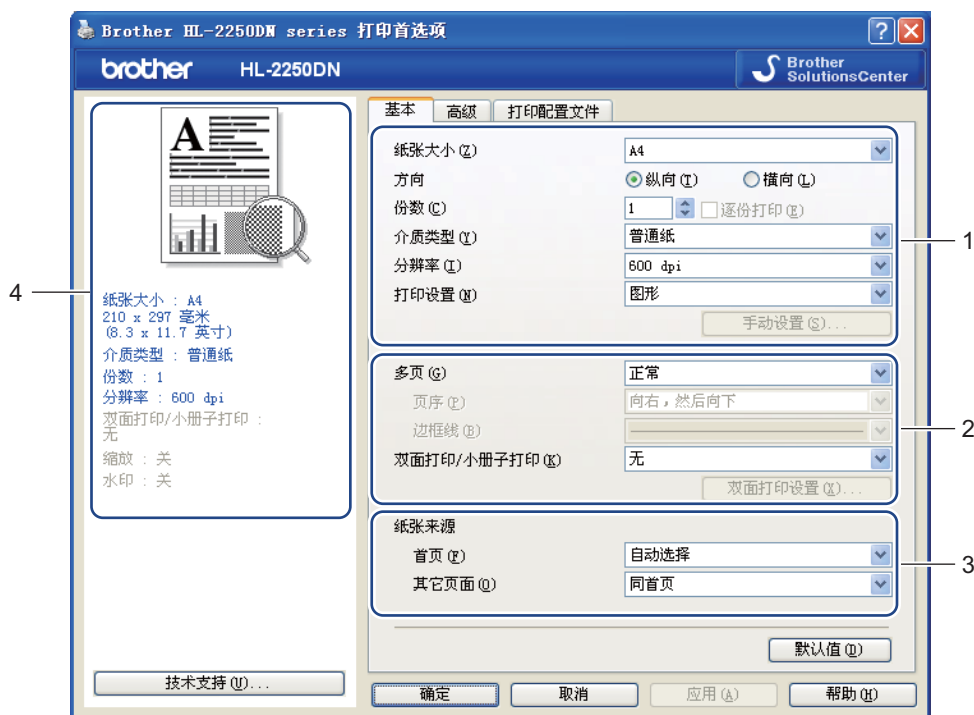 Brother HL-2250DN series 打印首选项
brother HL-2250DN
Brother
SolutionsCenter
基本 高级 打印配置文件
A
纸张大小 : A4
210 x 297 毫米
(8.3 x 11.7 英寸)
介质类型 : 普通纸
份数 : 1
分辨率 : 600 dpi
双面打印/小册子打印 :
无
缩放 : 关
水印 : 关
4
纸张大小(Z) A4
方向 纵向(T) 横向(L)
份数(C) 1 逐份打印(E)
介质类型(Y) 普通纸
分辨率(I) 600 dpi
打印设置(N) 图形
手动设置(S)...
1
多页(G) 正常
页序(P) 向右，然后向下
边框线(B)
双面打印/小册子打印(K) 无
双面打印设置(X)...
2
纸张来源
首页(F) 自动选择
其它页面(O) 同首页
3
默认值(D)
技术支持(U)...
确定 取消 应用(A) 帮助(H)